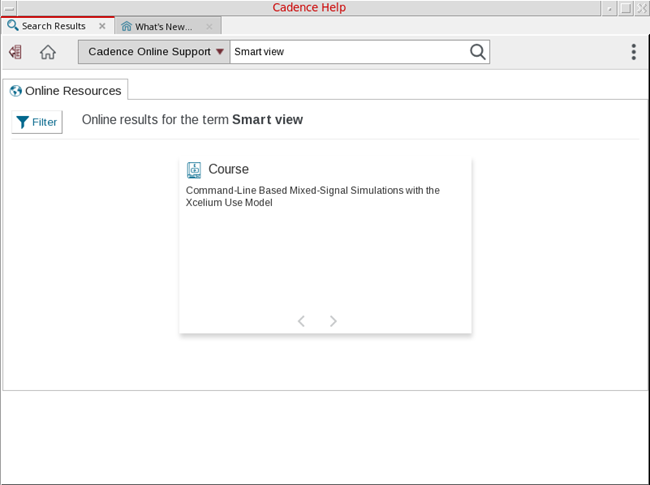 Cadence Help
Search Results
What's New...
Cadence Online Support
Smart view
Online Resources
Filter
Online results for the term Smart view
Course
Command-Line Based Mixed-Signal Simulations with the
Xcelium Use Model